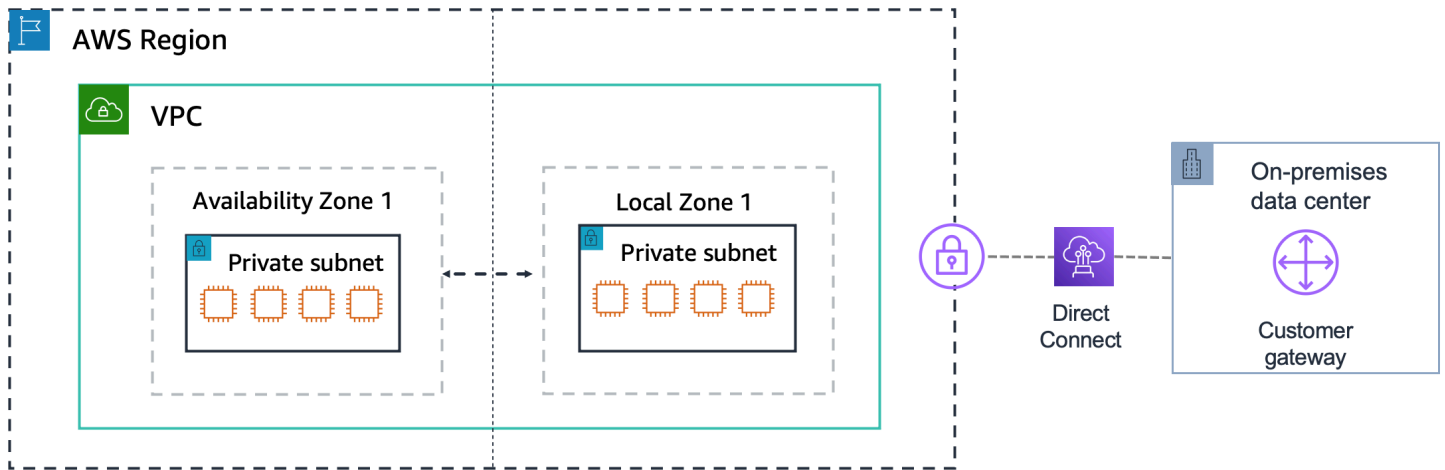 AWS Region
VPC
Availability Zone 1
Private subnet
Local Zone 1
Private subnet
Direct
Connect
On-premises
data center
Customer
gateway